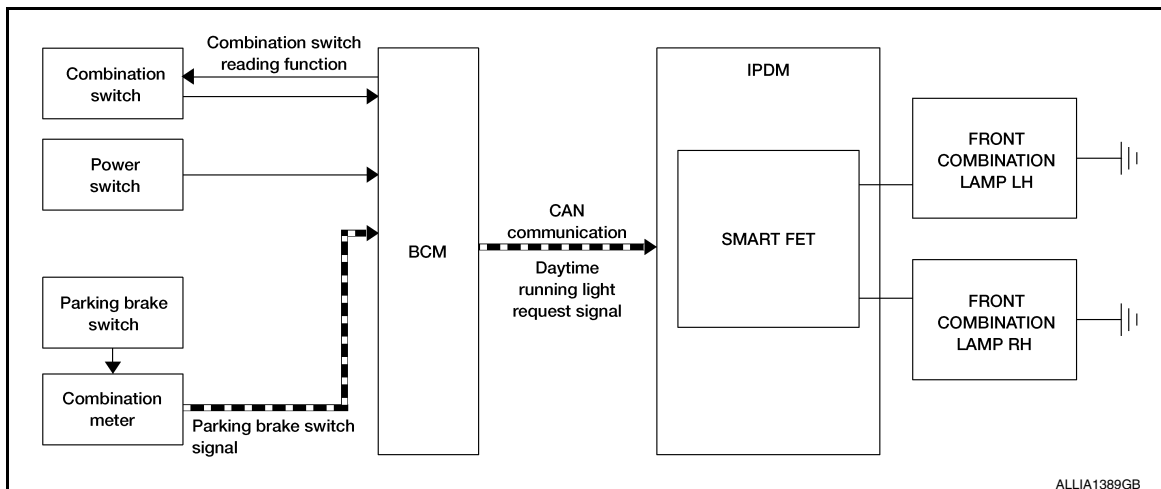 Combination switch
reading function
Combination
switch
Power
switch
Parking brake
switch
Combination
meter
Parking brake switch
signal
BCM
CAN
communication
Daytime
running light
request signal
IPDM
SMART FET
FRONT
COMBINATION
LAMP LH
FRONT
COMBINATION
LAMP RH
ALLIA1389GB